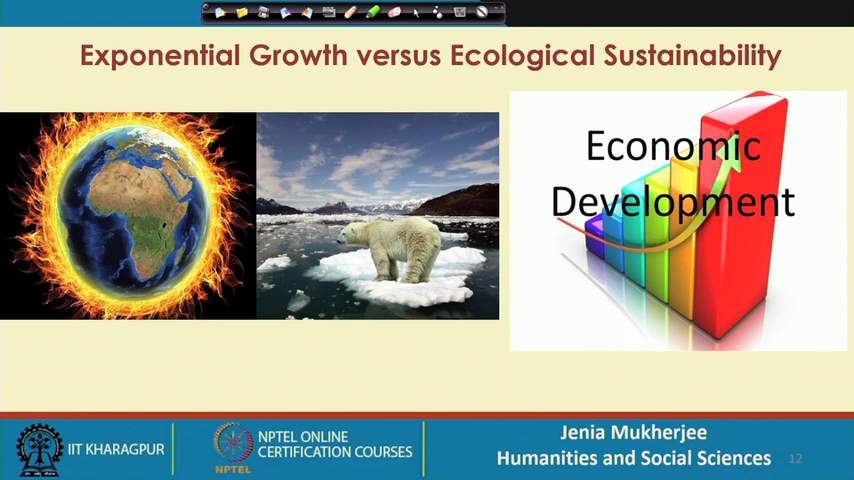 Exponential Growth versus Ecological Sustainability
Economic
Development
IIT KHARAGPUR
NPTEL
NPTEL ONLINE
CERTIFICATION COURSES
Jenia Mukherjee
Humanities and Social Sciences
12